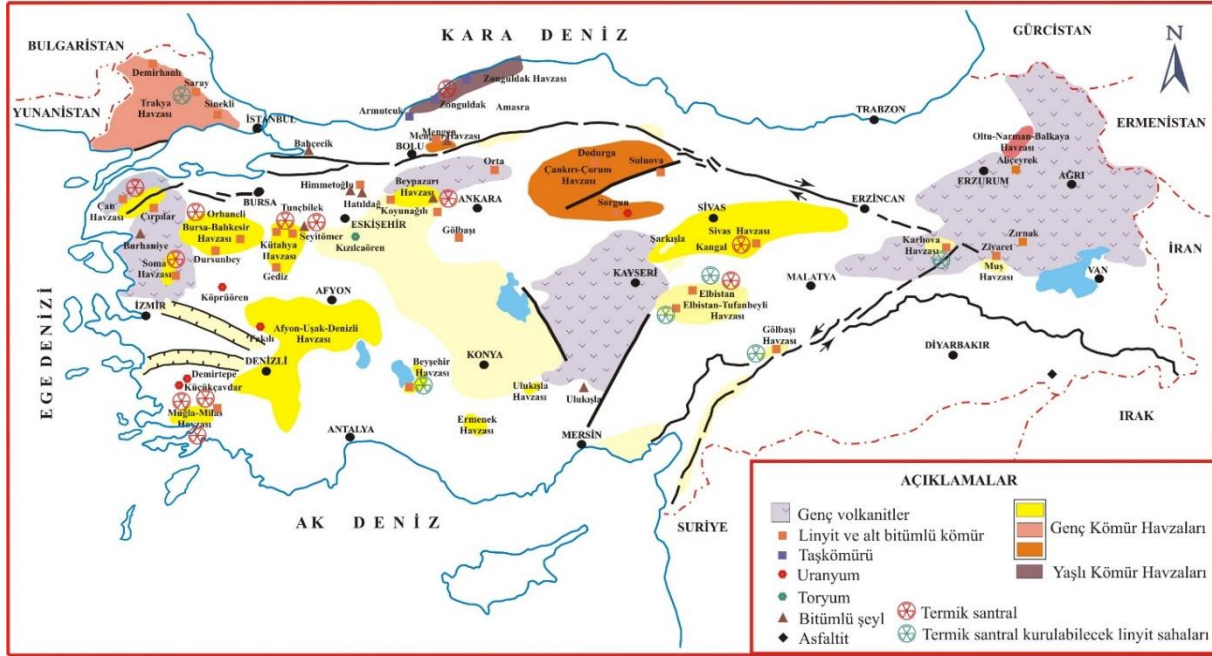 KARA DENİZ
BULGARİSTAN
GÜRCİSTAN
N
YUNANİSTAN
ERMENİSTAN
Demirhanlı
Saray
Trakya
Havzası
Sinekli
İSTANBUL
Zonguldak Havzası
Zonguldak
Amasra
Armutcuk
TRABZON
Bahçecik
BOLU
Mengen
Orta
Dodurga
Çankırı-Çorum
Havzası
Suluova
Sorgun
Oltu-Narman-Balkaya
Havzası
Aliçeyrek
ERZURUM
AĞRI
ERZİNCAN
İRAN
Çan
Havzası
Çırpılar
BURSA
Himmetoğlu
Hatıldağ
Beypazarı
Havzası
Koyunağılı
ANKARA
Gölbaşı
SİVAS
Sivas Havzası
Şarkışla
Kangal
Karlıova
Havzası
Zırnak
Ziyaret
Muş
Havzası
VAN
Orhaneli
Bursa-Balıkesir
Havzası
Dursunbey
Tunçbilek
Seyitömer
Kütahya
Havzası
Gediz
ESKİŞEHİR
Kızılcaören
Burhaniye
Soma
Havzası
Köprüören
KAYSERİ
MALATYA
Elbistan
Elbistan-Tufanbeyli
Havzası
Gölbaşı
Havzası
DİYARBAKIR
İZMİR
AFYON
Afyon-Uşak-Denizli
Havzası
DENİZLİ
EGE DENİZİ
Demirtepe
Küçükçavdar
Muğla-Milas
Havzası
Beyşehir
Havzası
KONYA
Ulukışla
Havzası
Ulukışla
Ermenek
Havzası
ANTALYA
MERSİN
IRAK
SURİYE
AK DENİZ
AÇIKLAMALAR
Genç volkanitler
Linyit ve alt bitümlü kömür
Taşkömürü
Uranyum
Toryum
Bitümlü şeyl
Asfaltit
Genç Kömür Havzaları
Yaşlı Kömür Havzaları
Termik santral
Termik santral kurulabilecek linyit sahaları